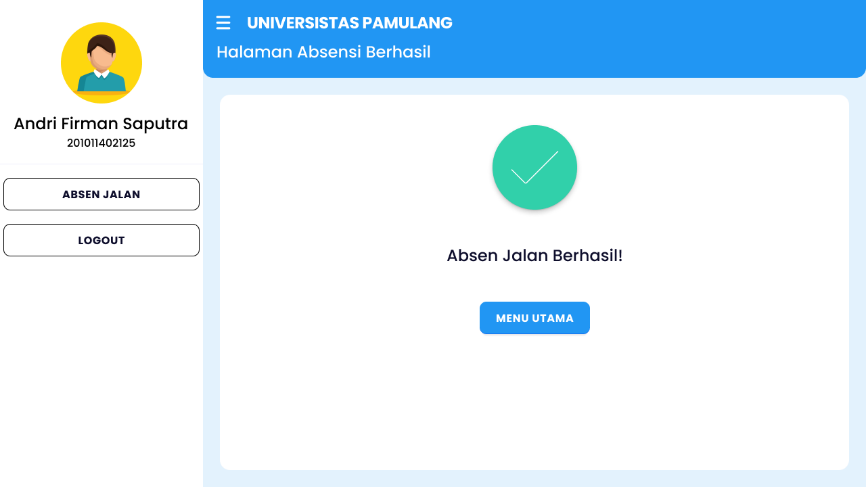 Andri Firman Saputra
201011402125
ABSEN JALAN
LOGOUT
UNIVERSISTAS PAMULANG
Halaman Absensi Berhasil
Absen Jalan Berhasil!
MENU UTAMA